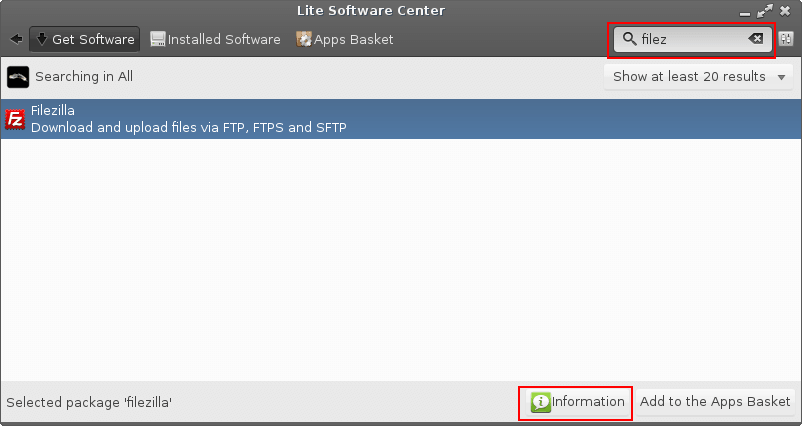 Lite Software Center
Get Software Installed Software Apps Basket filez
Searching in All Show at least 20 results
Fz Filezilla
Download and upload files via FTP, FTPS and SFTP
Selected package 'filezilla' Information Add to the Apps Basket